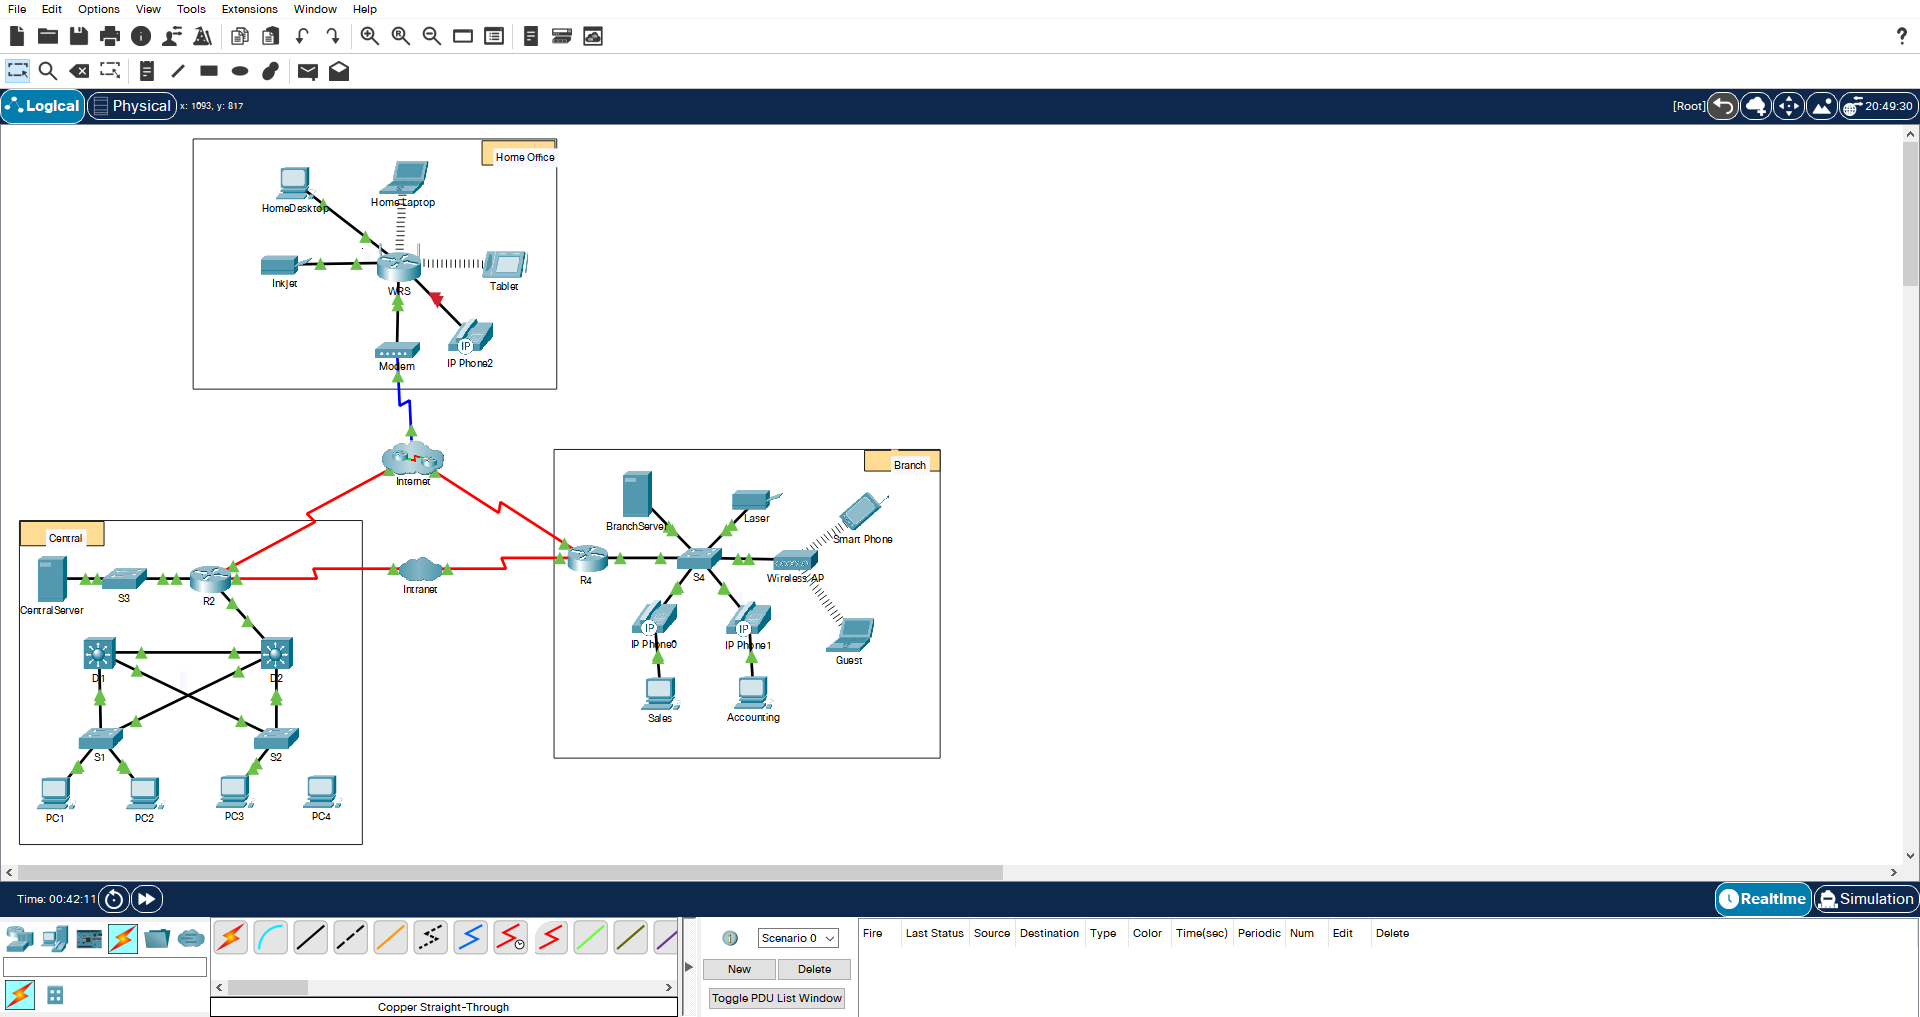 File Edit Options View Tools Extensions Window Help
?
Logical Physical x: 1093, y: 817 [Root] 20:49:30
Home Office
HomeDesktop HomeLaptop
Inkjet WRS Tablet
IP
Modem IP Phone2
Internet
Branch
BranchServer Laser
Smart Phone
Central
CentralServer S3 R2 Intranet R4 S4 Wireless AP
IP IP
IP Phone0 IP Phone1
Guest
D1 D2
Sales Accounting
S1 S2
PC1 PC2 PC3 PC4
Time: 00:42:11 Realtime Simulation
Scenario 0
Fire Last Status Source Destination Type Color Time(sec) Periodic Num Edit Delete
New Delete
Toggle PDU List Window
Copper Straight-Through